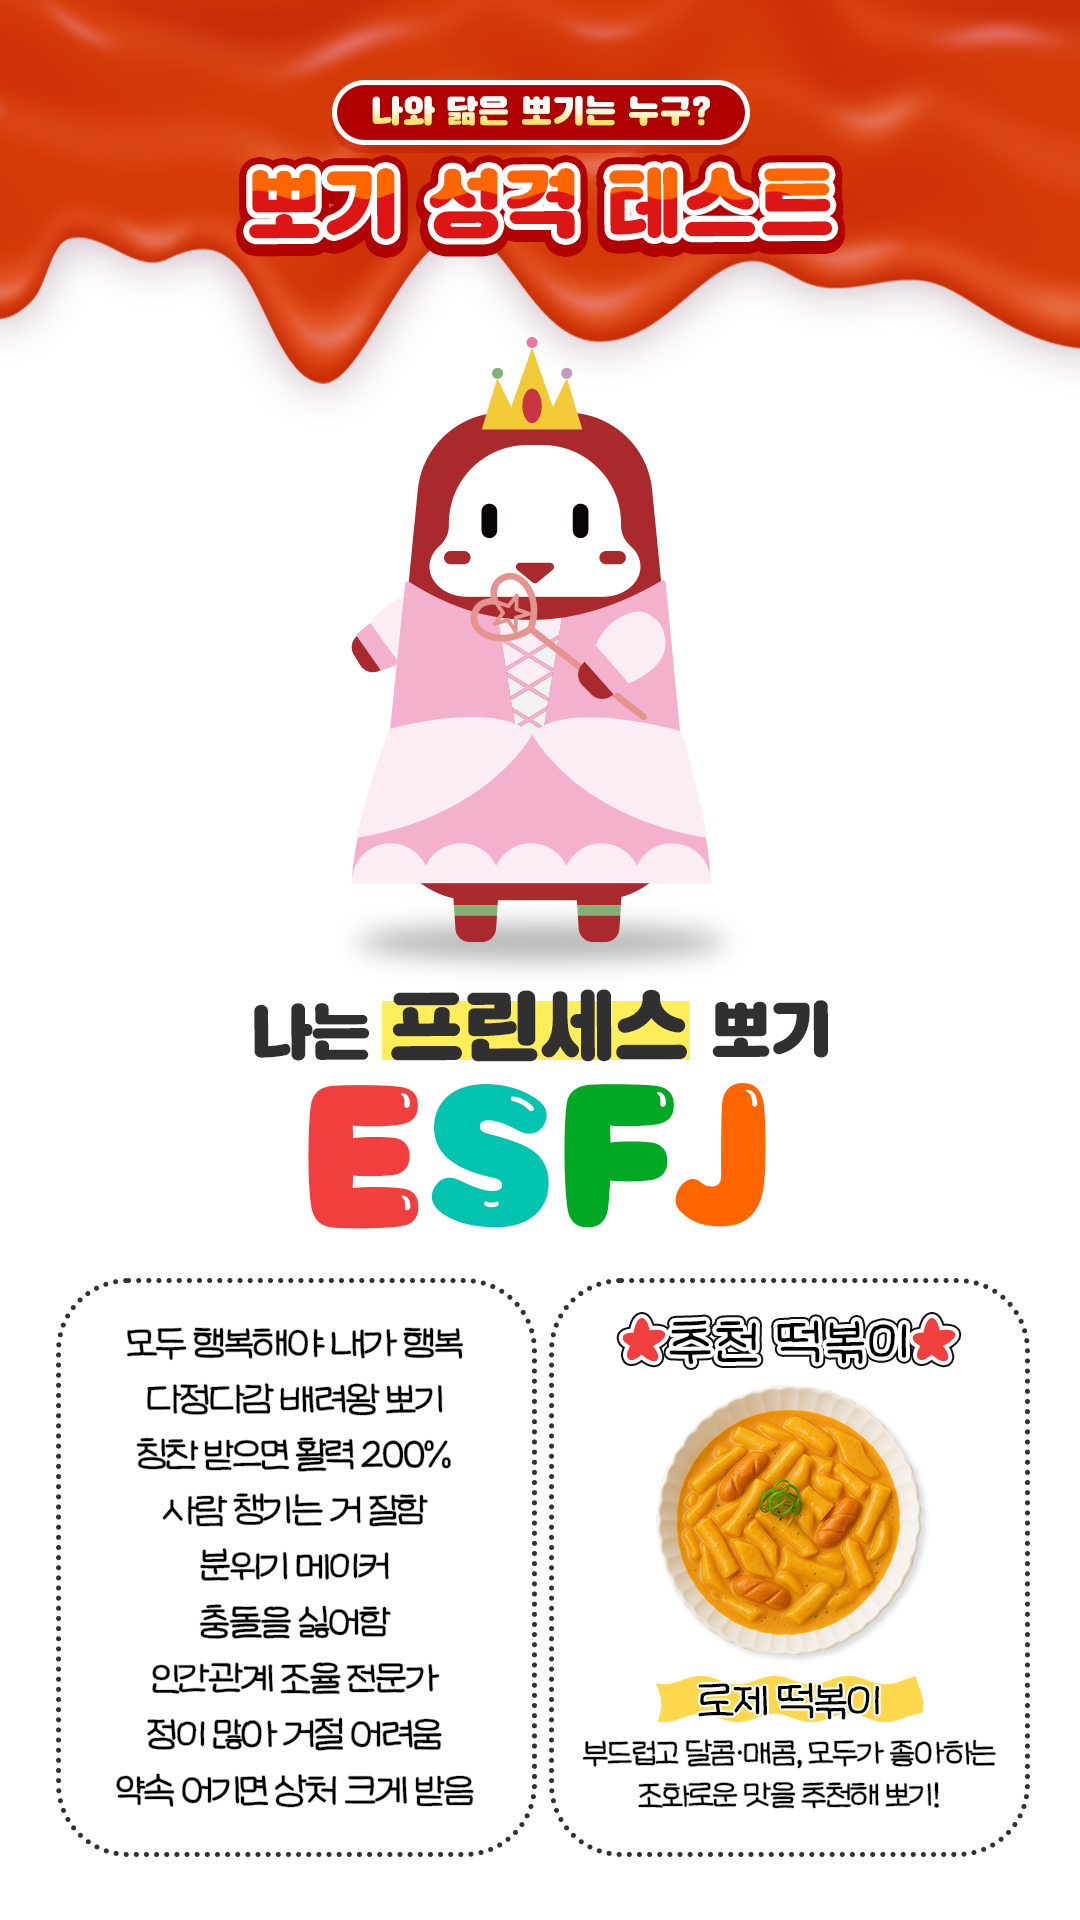 나와 닮은 뽀기는 누구?
뽀기 성격 테스트
나는 프린세스 뽀기
ESFJ
모두 행복해야 내가 행복
다정다감 배려왕 뽀기
칭찬 받으면 활력 200%
사람 챙기는 거 잘함
분위기 메이커
충돌을 싫어함
인간관계 조율 전문가
정이 많아 거절 어려움
약속 어기면 상처 크게 받음
추천 떡볶이
로제 떡볶이
부드럽고 달콤·매콤, 모두가 좋아하는
조화로운 맛을 추천해 뽀기!